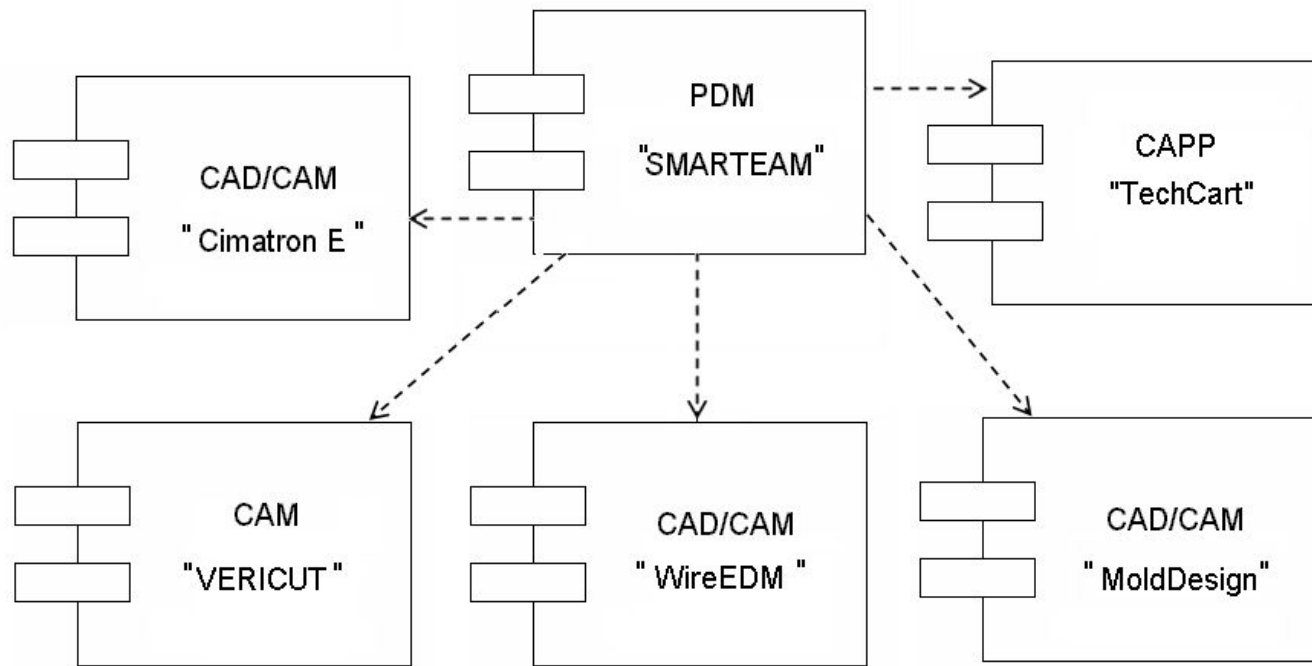 PDM
"SMARTEAM"
CAD/CAM
" Cimatron E "
CAPP
"TechCart"
CAM
"VERICUT "
CAD/CAM
" WireEDM "
CAD/CAM
" MoldDesign"